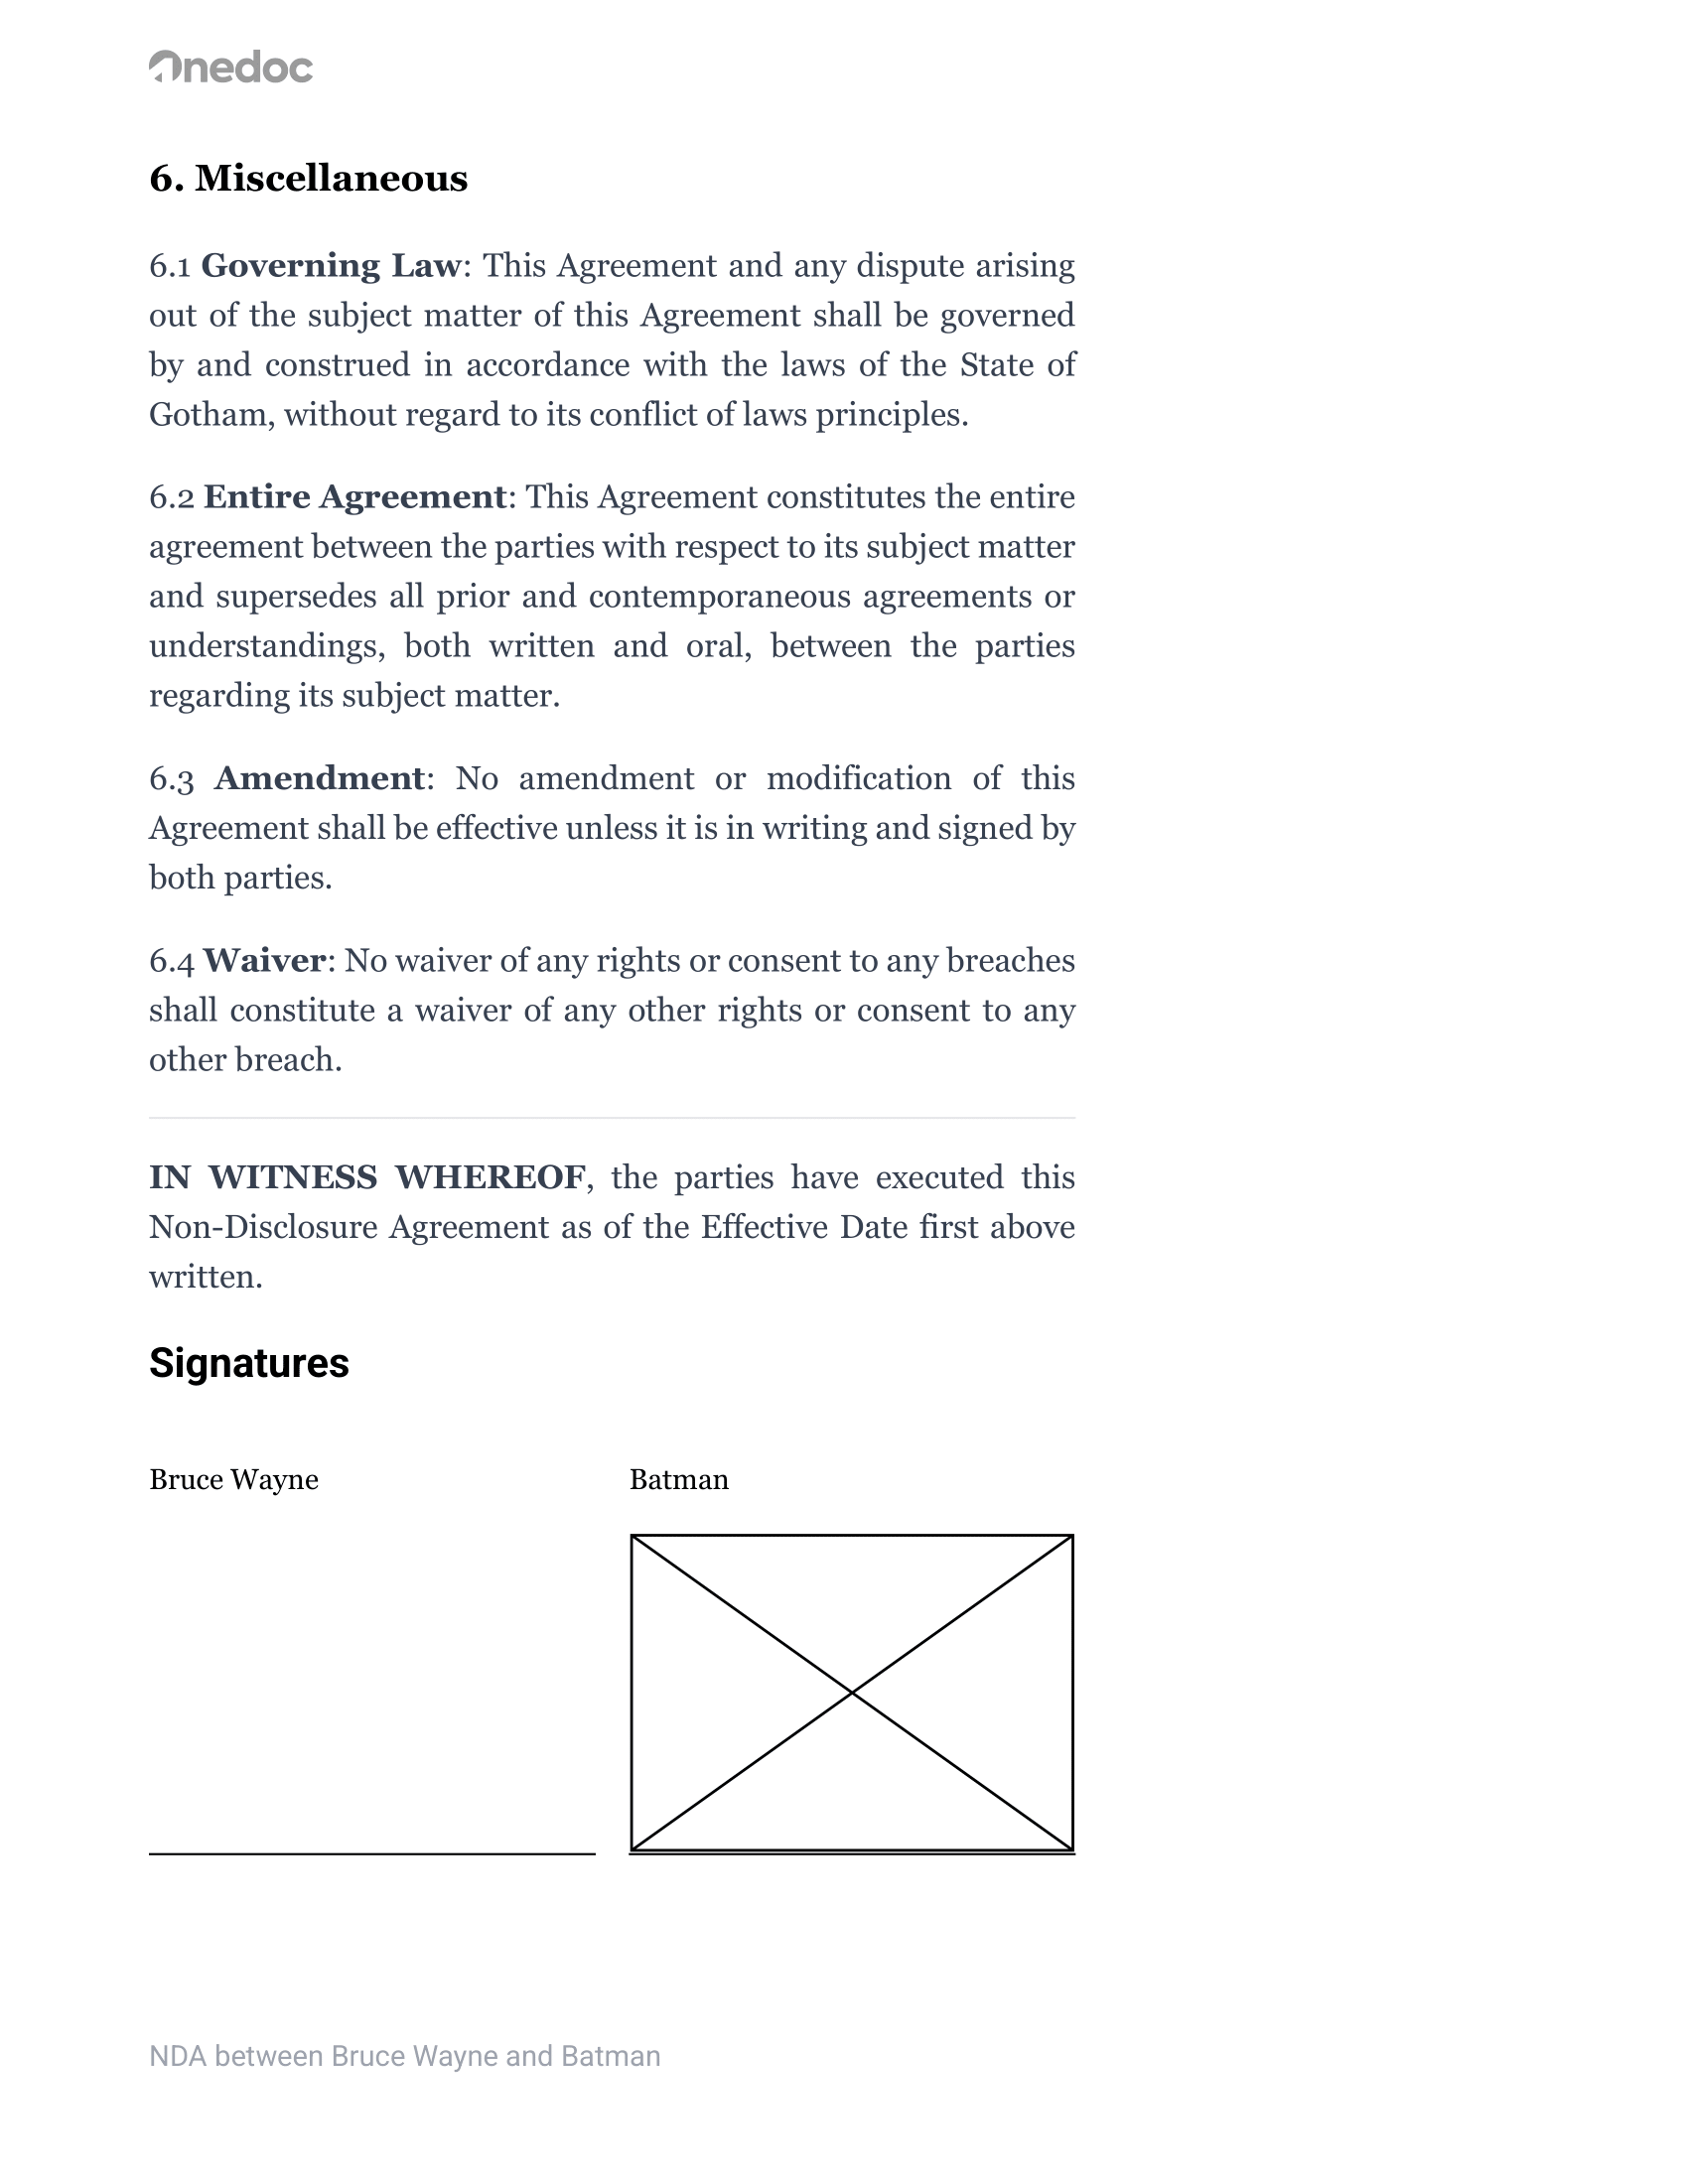 Onedoc
6. Miscellaneous
6.1 Governing Law: This Agreement and any dispute arising
out of the subject matter of this Agreement shall be governed
by and construed in accordance with the laws of the State of
Gotham, without regard to its conflict of laws principles.
6.2 Entire Agreement: This Agreement constitutes the entire
agreement between the parties with respect to its subject matter
and supersedes all prior and contemporaneous agreements or
understandings, both written and oral, between the parties
regarding its subject matter.
6.3 Amendment: No amendment or modification of this
Agreement shall be effective unless it is in writing and signed by
both parties.
6.4 Waiver: No waiver of any rights or consent to any breaches
shall constitute a waiver of any other rights or consent to any
other breach.
IN WITNESS WHEREOF, the parties have executed this
Non-Disclosure Agreement as of the Effective Date first above
written.
Signatures
Bruce Wayne
Batman
NDA between Bruce Wayne and Batman